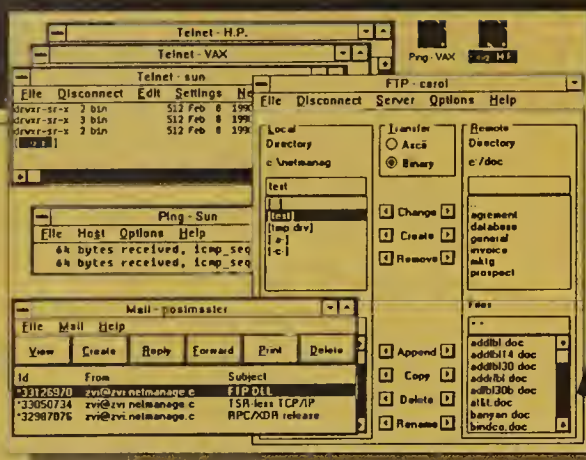 Telnet - H.P.
Telnet - VAX
Telnet - sun
File Disconnect Edit Settings
drwxr-sr-x 2 bin 512 Feb 8 199
drwxr-sr-x 3 bin 512 Feb 8 199
drwxr-sr-x 2 bin 512 Feb 8
Ping - VAX
Ping - H.P.
FTP - carol
File Disconnect Server Options Help
Local
Directory
c:\netmanag
test
[..]
[test]
[tmp drv]
[-a-]
[-c-]
Transfer
Ascii
Binary
Change
Create
Remove
Append
Copy
Delete
Rename
Remote
Directory
e:/doc
..
agrement
database
general
invoice
mktg
prospect
Files
addlbl.doc
addlbl14.doc
addlbl30.doc
addrlbl.doc
adlbl30b.doc
at&t.doc
banyan.doc
bindco.doc
Ping - Sun
File Host Options Help
64 bytes received, icmp_seq
64 bytes received, icmp_seq
Mail - postmaster
File Mail Help
View Create Reply Forward Print Delete
Id From Subject
*33126970 zvi@zvi.netmanage.c FTP DLL
*33050734 zvi@zvi.netmanage.c TSR-less TCP/IP
*32987076 zvi@zvi.netmanage.c RPC/XDR release